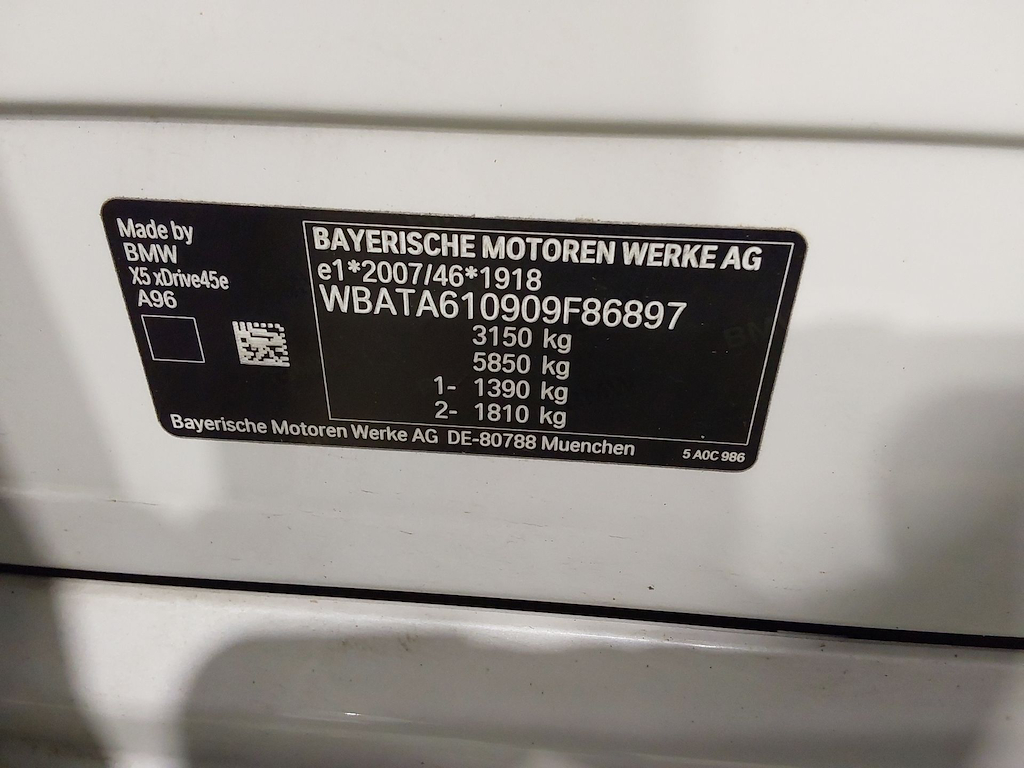 Made by
BMW
X5 xDrive45e
A96
BAYERISCHE MOTOREN WERKE AG
e1*2007/46*1918
WBATA610909F86897
3150 kg
5850 kg
1- 1390 kg
2- 1810 kg
Bayerische Motoren Werke AG DE-80788 Muenchen
5 A0C 986